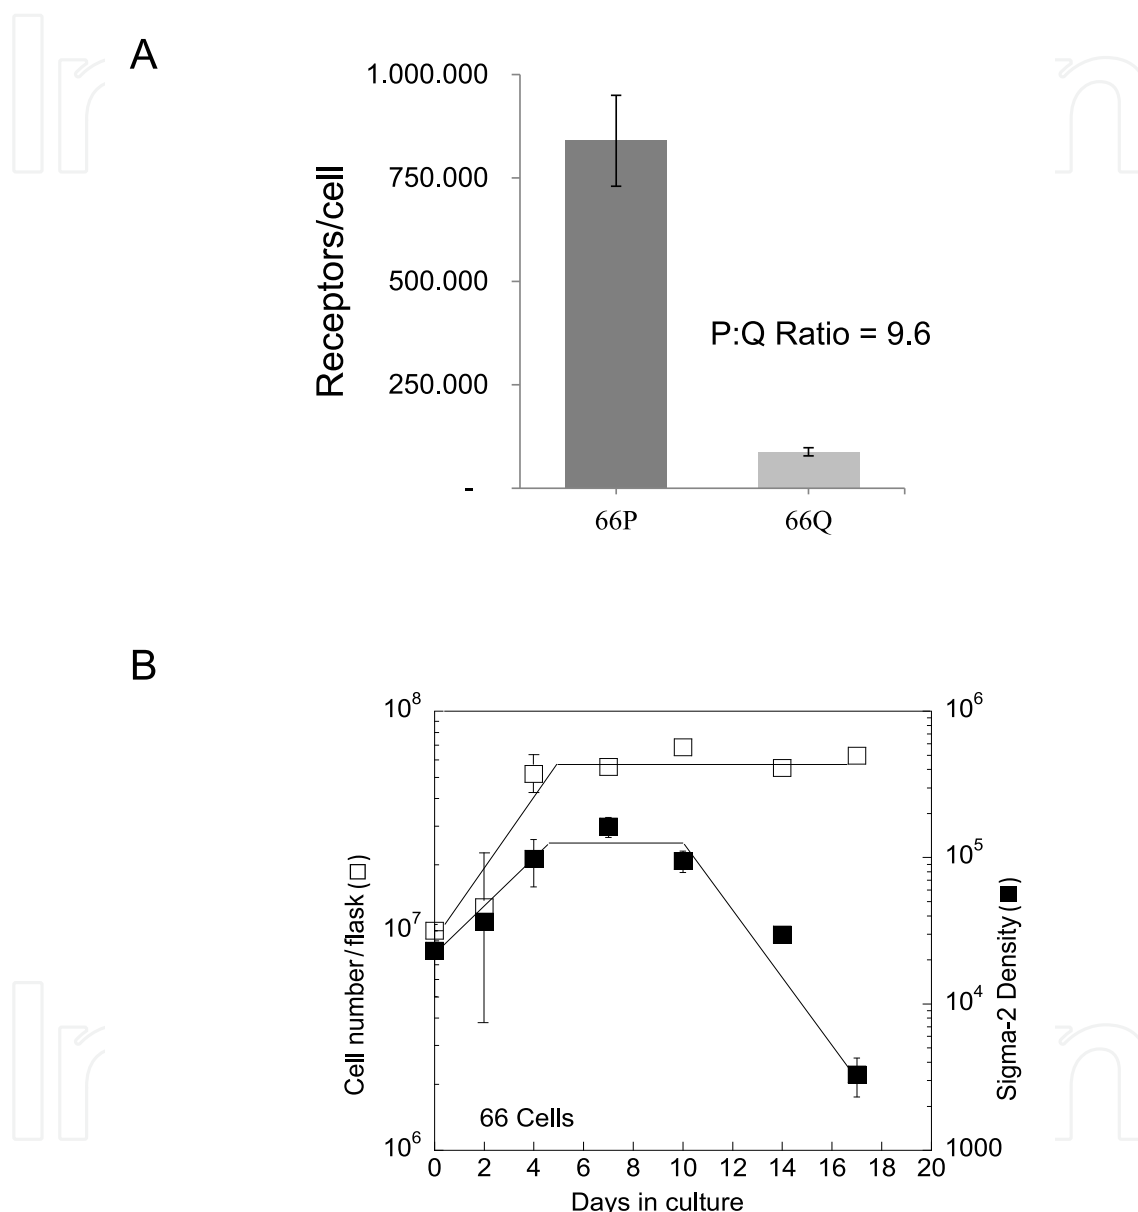 A
1.000.000
750.000
500.000
250.000
-
Receptors/cell
P:Q Ratio = 9.6
66P 66Q
B
10⁸
10⁷
10⁶
Cell number/flask (□)
10⁶
10⁵
10⁴
1000
Sigma-2 Density (■)
66 Cells
0 2 4 6 8 10 12 14 16 18 20
Days in culture